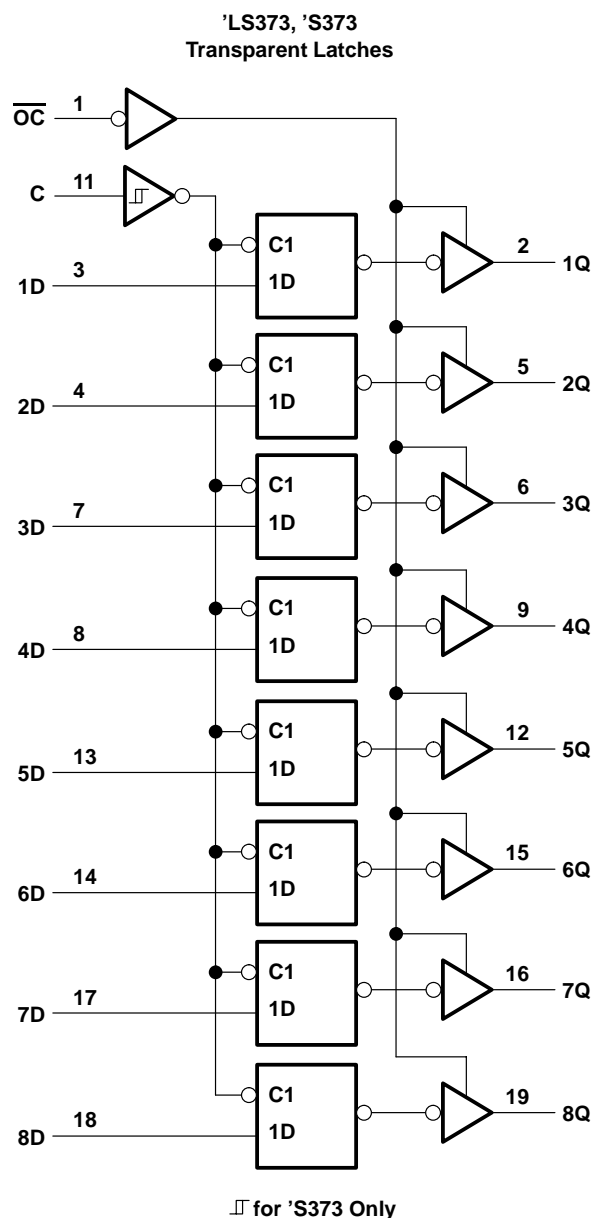 'LS373, 'S373
Transparent Latches
OC 1
C 11
C1
1D 3 1D 2 1Q
C1
2D 4 1D 5 2Q
C1
3D 7 1D 6 3Q
C1
4D 8 1D 9 4Q
C1
5D 13 1D 12 5Q
C1
6D 14 1D 15 6Q
C1
7D 17 1D 16 7Q
C1
8D 18 1D 19 8Q
for 'S373 Only